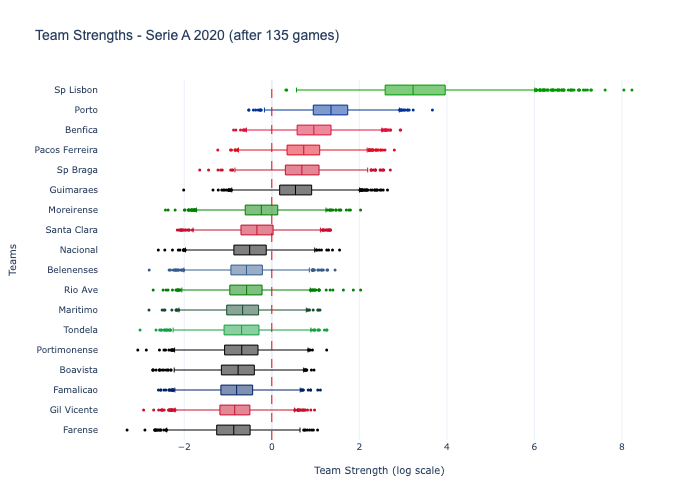 Team Strengths - Serie A 2020 (after 135 games)
Sp Lisbon
Porto
Benfica
Pacos Ferreira
Sp Braga
Guimaraes
Moreirense
Santa Clara
Nacional
Belenenses
Rio Ave
Maritimo
Tondela
Portimonense
Boavista
Famalicao
Gil Vicente
Farense
Teams
−2 0 2 4 6 8
Team Strength (log scale)